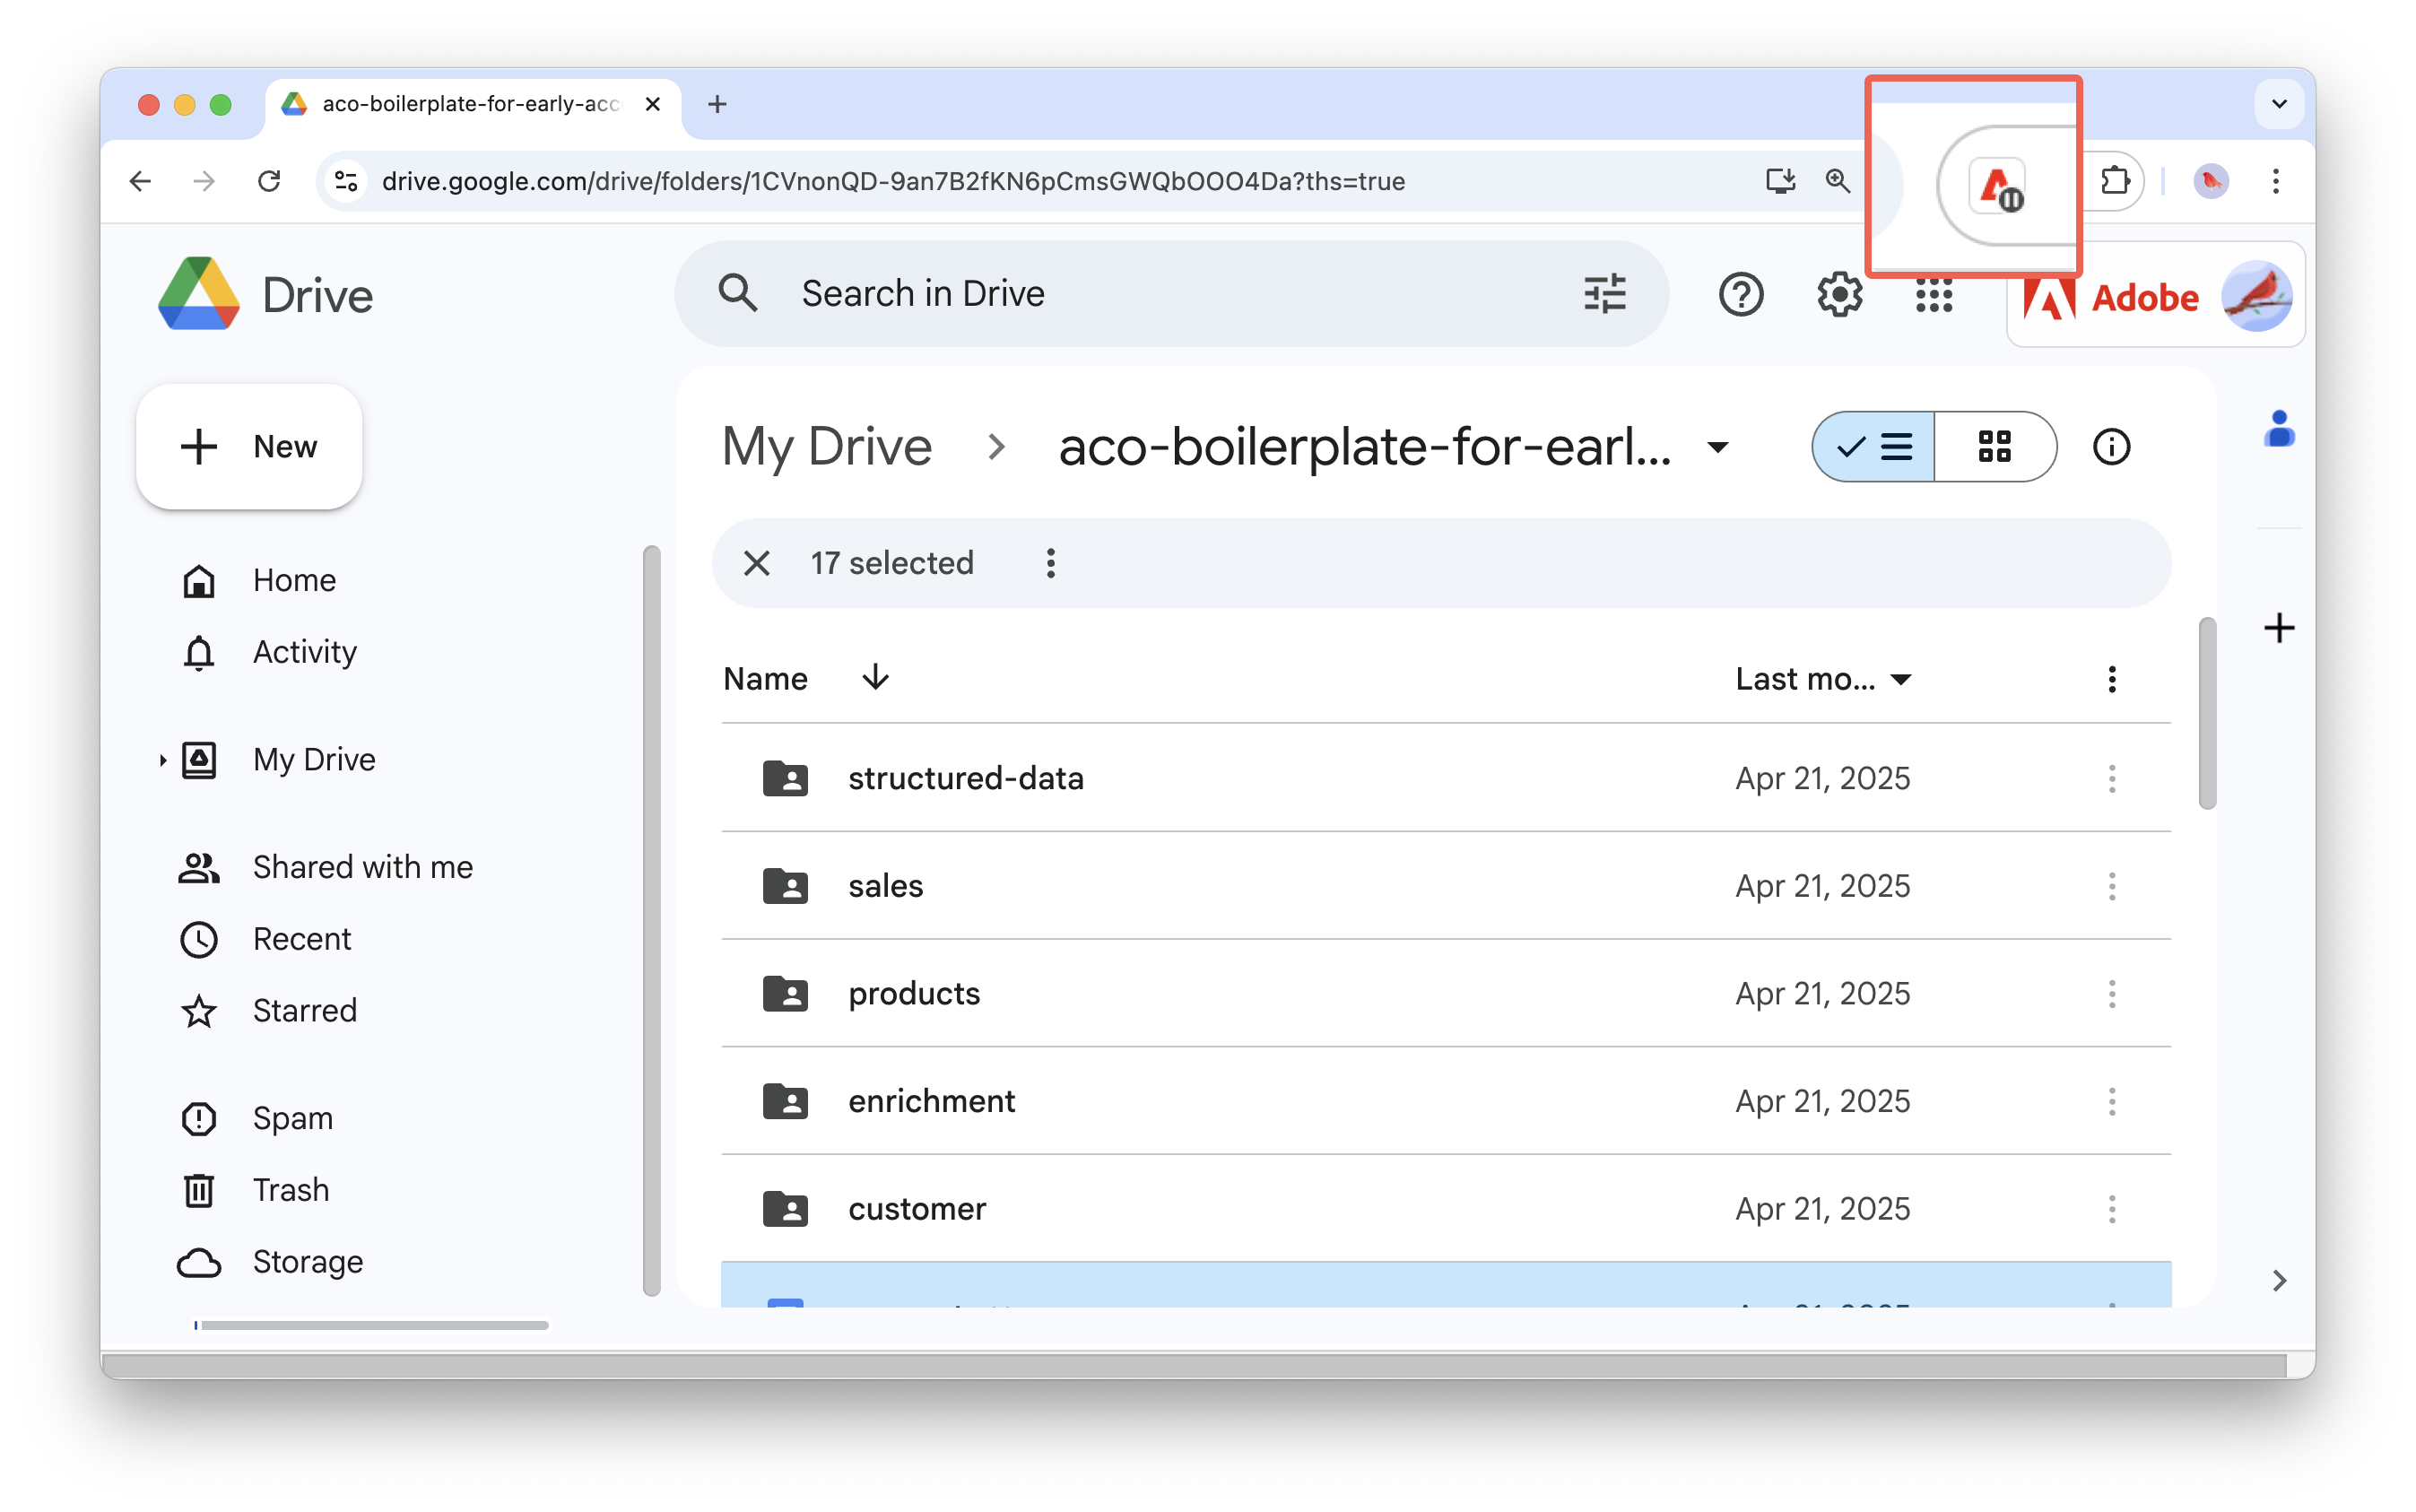 aco-boilerplate-for-early-acc
drive.google.com/drive/folders/1CVnonQD-9an7B2fKN6pCmsGWQbOOO4Da?ths=true
Drive
Search in Drive
Adobe
New
My Drive
aco-boilerplate-for-earl...
17 selected
Home
Activity
My Drive
Shared with me
Recent
Starred
Spam
Trash
Storage
Name
Last mo...
structured-data
Apr 21, 2025
sales
Apr 21, 2025
products
Apr 21, 2025
enrichment
Apr 21, 2025
customer
Apr 21, 2025